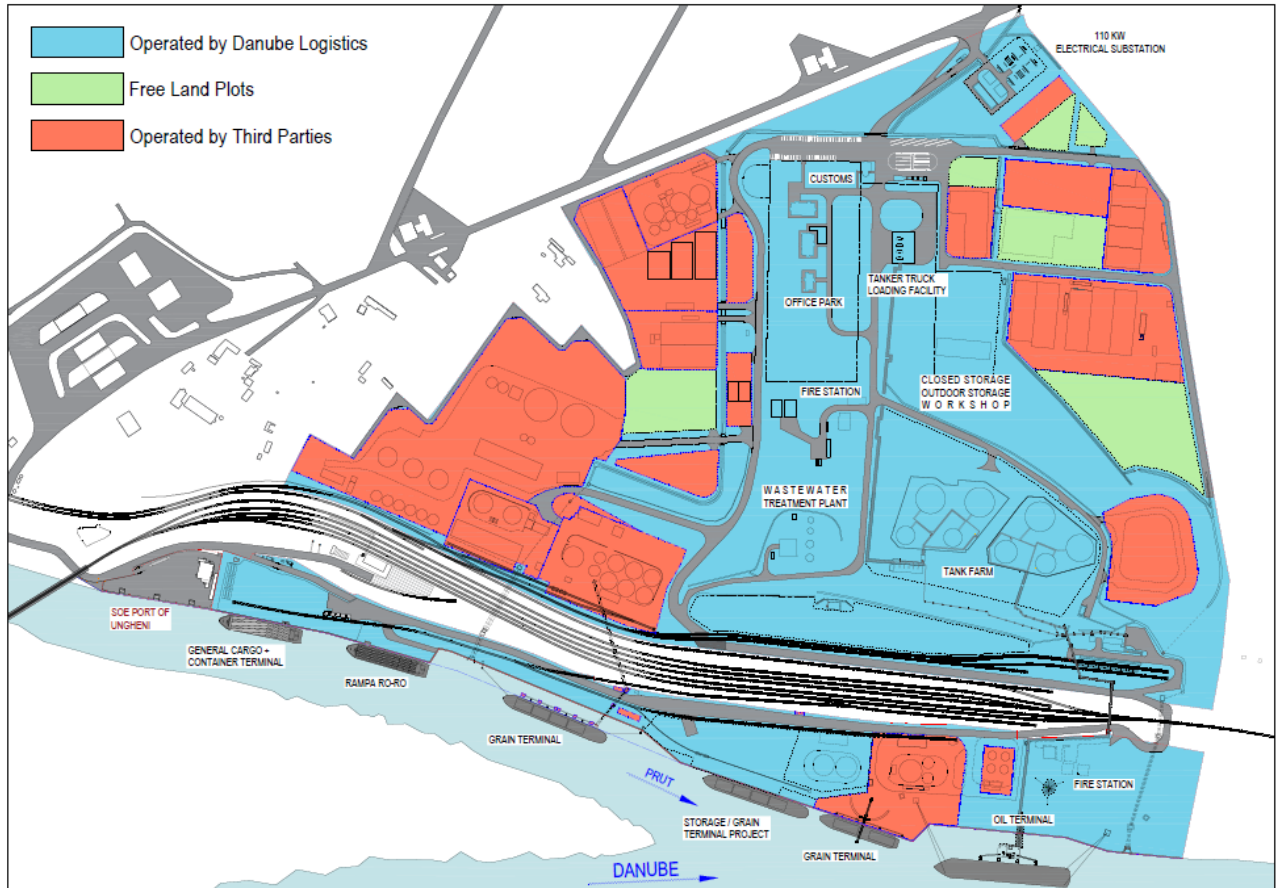 Operated by Danube Logistics
Free Land Plots
Operated by Third Parties
110 KW
ELECTRICAL SUBSTATION
CUSTOMS
OFFICE PARK
TANKER TRUCK
LOADING FACILITY
FIRE STATION
CLOSED STORAGE
OUTDOOR STORAGE
WORKSHOP
WASTEWATER
TREATMENT PLANT
TANK FARM
SOE PORT OF
UNGHENI
GENERAL CARGO +
CONTAINER TERMINAL
RAMPA RO-RO
GRAIN TERMINAL
PRUT
STORAGE / GRAIN
TERMINAL PROJECT
GRAIN TERMINAL
OIL TERMINAL
FIRE STATION
DANUBE